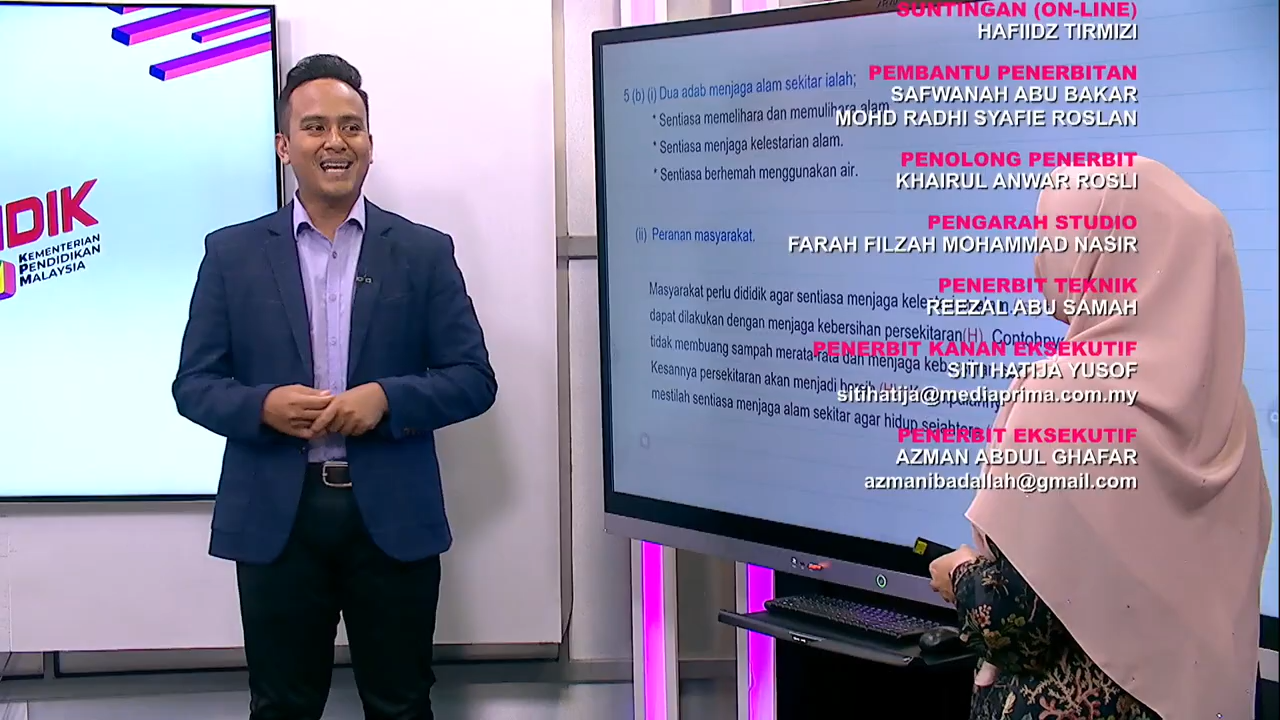 IDIK
KEMENTERIAN
PENDIDIKAN
MALAYSIA
5 (b) (i) Dua adab menjaga alam sekitar ialah;
* Sentiasa memelihara dan memulihara alam
* Sentiasa menjaga kelestarian alam.
* Sentiasa berhemah menggunakan air.
(ii) Peranan masyarakat.
Masyarakat perlu dididik agar sentiasa menjaga
dapat dilakukan dengan menjaga kebersihan persekitaran(H). Contohny
tidak membuang sampah merata-rata dan menjaga
Kesannya persekitaran akan menjadi bersih
mestilah sentiasa menjaga alam sekitar agar hidup sejahtera
SUNTINGAN (ON-LINE)
HAFIIDZ TIRMIZI
PEMBANTU PENERBITAN
SAFWANAH ABU BAKAR
MOHD RADHI SYAFIE ROSLAN
PENOLONG PENERBIT
KHAIRUL ANWAR ROSLI
PENGARAH STUDIO
FARAH FILZAH MOHAMMAD NASIR
PENERBIT TEKNIK
REEZAL ABU SAMAH
PENERBIT KANAN EKSEKUTIF
SITI HATIJA YUSOF
sitihatija@mediaprima.com.my
PENERBIT EKSEKUTIF
AZMAN ABDUL GHAFAR
azmanibadallah@gmail.com